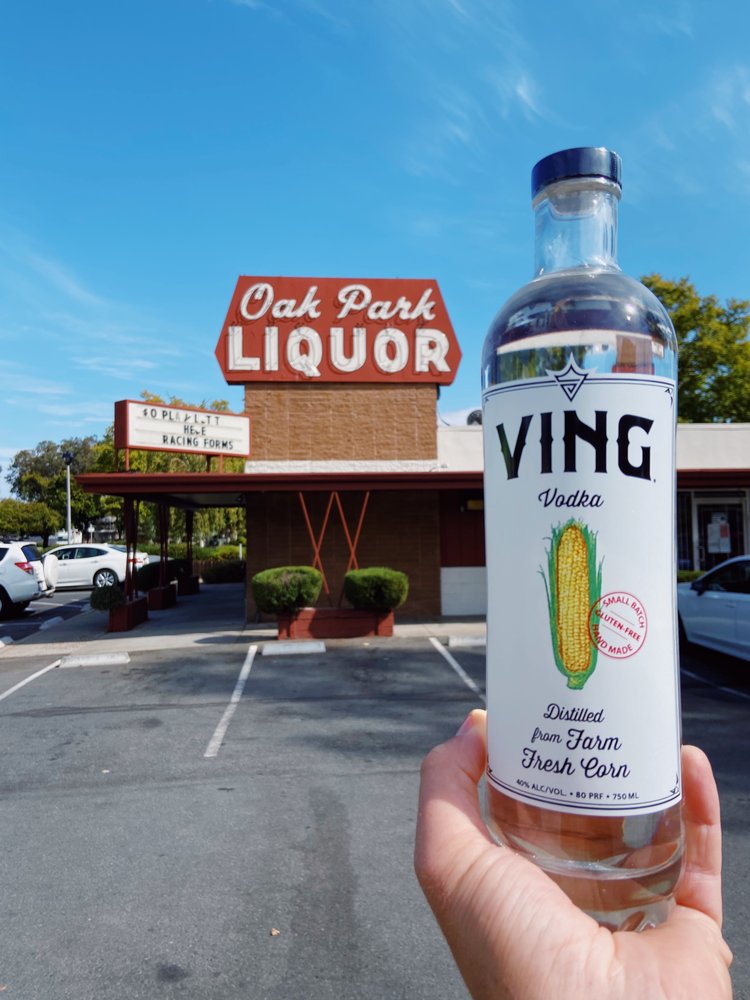 Oak Park
LIQUOR
RACING FORMS
VING
Vodka
SMALL BATCH
GLUTEN-FREE
HAND MADE
Distilled
from Farm
Fresh Corn
40% ALC/VOL. • 80 PRF • 750 ML